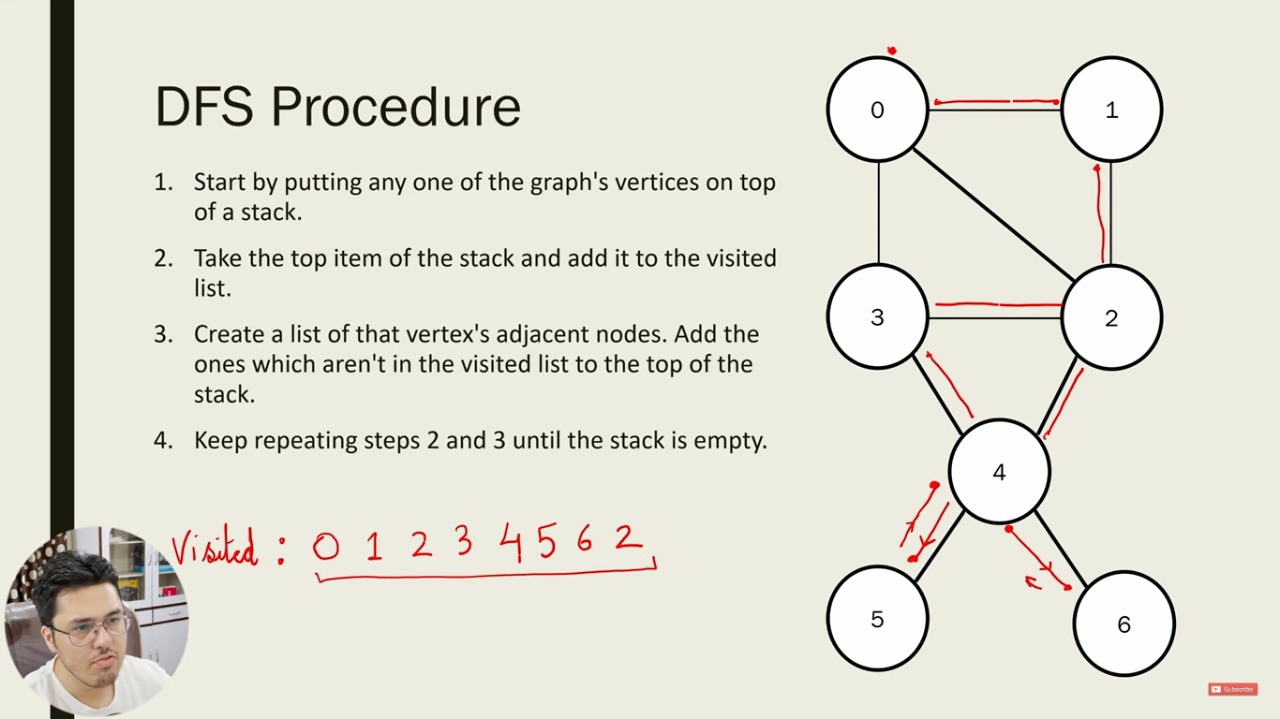 DFS Procedure
1. Start by putting any one of the graph's vertices on top
of a stack.
2. Take the top item of the stack and add it to the visited
list.
3. Create a list of that vertex's adjacent nodes. Add the
ones which aren't in the visited list to the top of the
stack.
4. Keep repeating steps 2 and 3 until the stack is empty.
Visited : 0 1 2 3 4 5 6 2
0 1
3 2
4
5 6
Subscribe